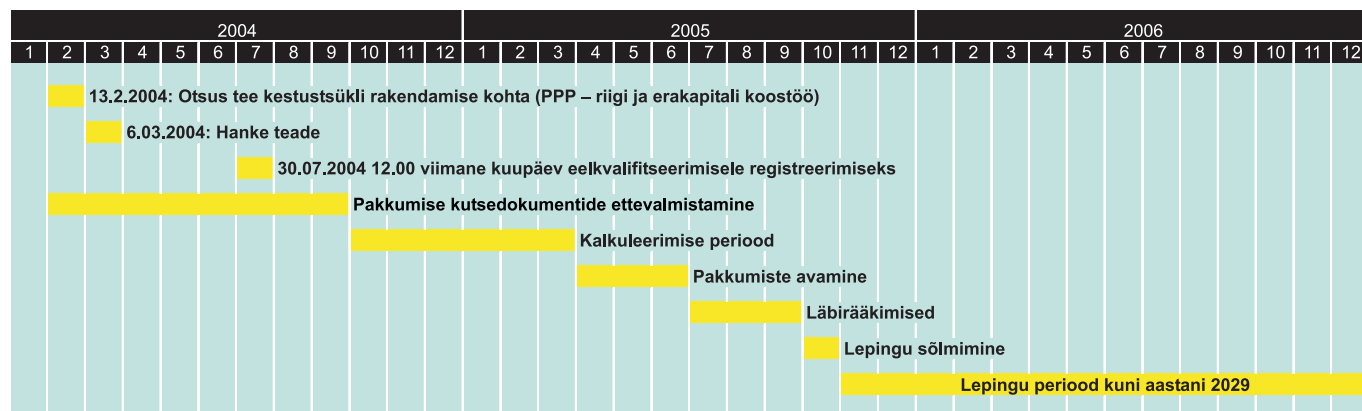 2004 2005 2006
1 2 3 4 5 6 7 8 9 10 11 12 1 2 3 4 5 6 7 8 9 10 11 12 1 2 3 4 5 6 7 8 9 10 11 12
13.2.2004: Otsus tee kestustsükli rakendamise kohta (PPP – riigi ja erakapitali koostöö)
6.03.2004: Hanke teade
30.07.2004 12.00 viimane kuupäev eelkvalifitseerimisele registreerimiseks
Pakkumise kutsedokumentide ettevalmistamine
Kalkuleerimise periood
Pakkumiste avamine
Läbirääkimised
Lepingu sõlmimine
Lepingu periood kuni aastani 2029